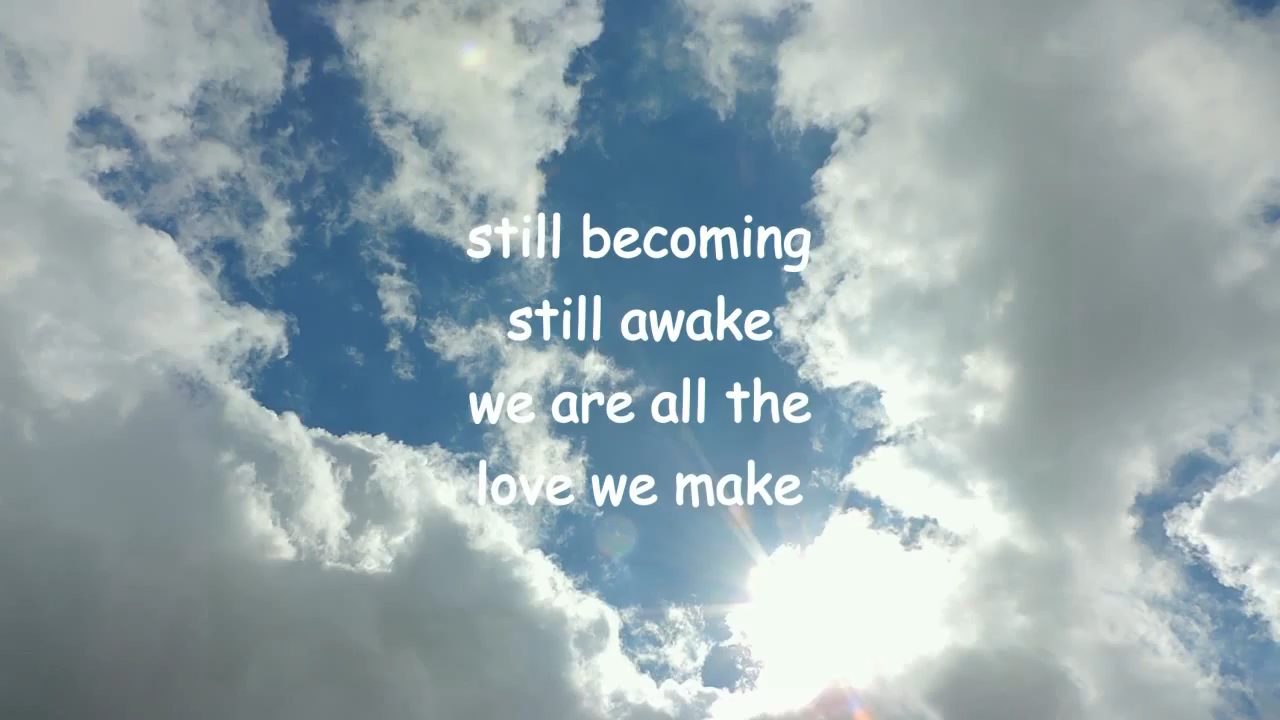 still becoming
still awake
we are all the
love we make